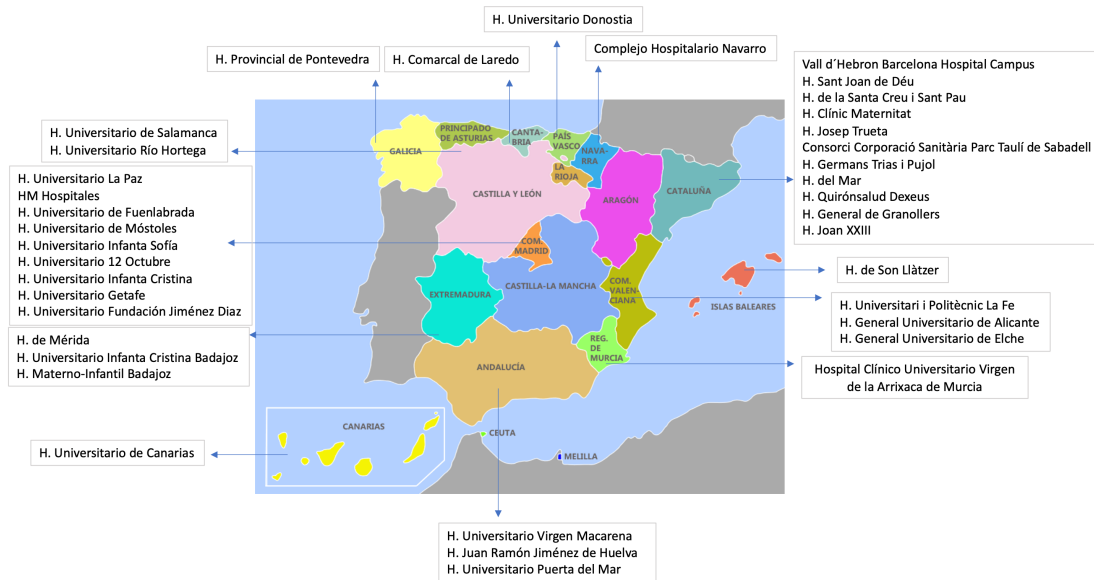 H. Universitario Donostia
Complejo Hospitalario Navarro
H. Provincial de Pontevedra
H. Comarcal de Laredo
Vall d´Hebron Barcelona Hospital Campus
H. Sant Joan de Déu
H. de la Santa Creu i Sant Pau
H. Clínic Maternitat
H. Josep Trueta
Consorci Corporació Sanitària Parc Taulí de Sabadell
H. Germans Trias i Pujol
H. del Mar
H. Quirónsalud Dexeus
H. General de Granollers
H. Joan XXIII
H. Universitario de Salamanca
H. Universitario Río Hortega
H. Universitario La Paz
HM Hospitales
H. Universitario de Fuenlabrada
H. Universitario de Móstoles
H. Universitario Infanta Sofía
H. Universitario 12 Octubre
H. Universitario Infanta Cristina
H. Universitario Getafe
H. Universitario Fundación Jiménez Diaz
H. de Mérida
H. Universitario Infanta Cristina Badajoz
H. Materno-Infantil Badajoz
H. Universitario de Canarias
GALICIA
PRINCIPADO
DE ASTURIAS
CANTA-
BRIA
PAÍS
VASCO
NAVA-
RRA
LA
RIOJA
CASTILLA Y LEÓN
ARAGÓN
CATALUÑA
COM.
MADRID
EXTREMADURA
CASTILLA-LA MANCHA
COM.
VALEN-
CIANA
ISLAS BALEARES
REG.
DE
MURCIA
ANDALUCÍA
CANARIAS
CEUTA
MELILLA
H. de Son Llàtzer
H. Universitari i Politècnic La Fe
H. General Universitario de Alicante
H. General Universitario de Elche
Hospital Clínico Universitario Virgen
de la Arrixaca de Murcia
H. Universitario Virgen Macarena
H. Juan Ramón Jiménez de Huelva
H. Universitario Puerta del Mar